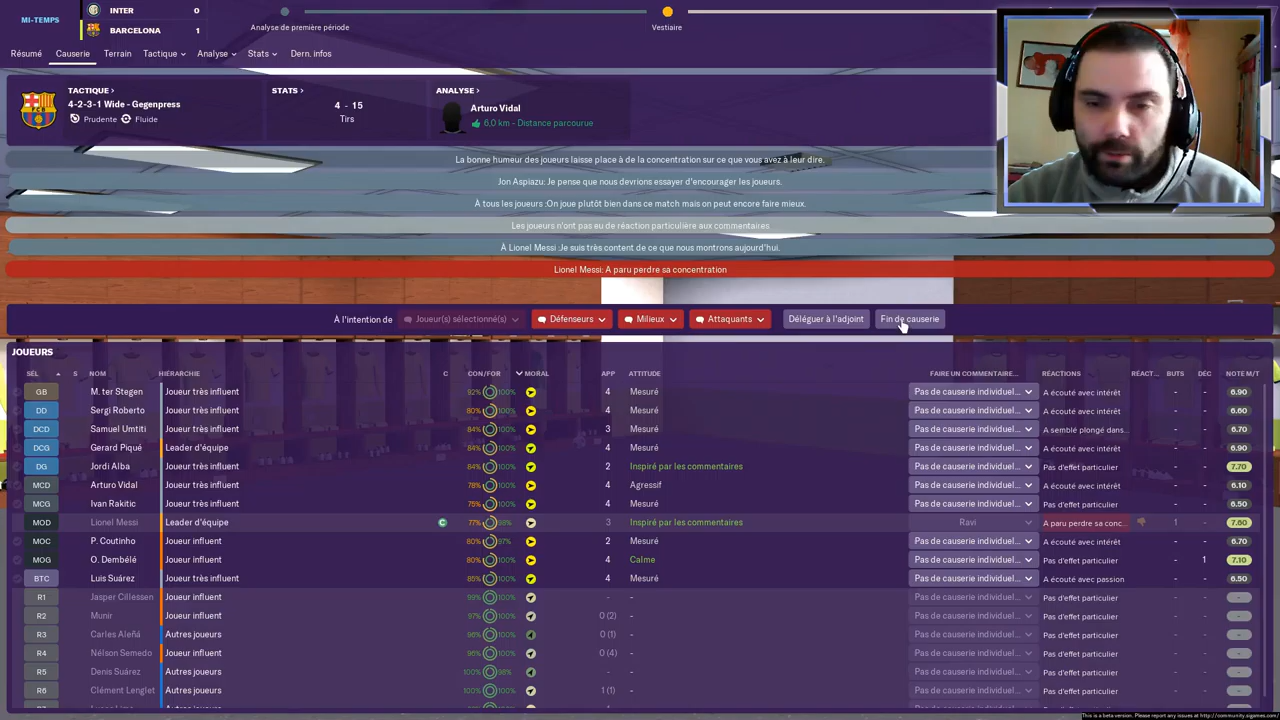 MI-TEMPS
INTER 0
BARCELONA 1
Analyse de première période
Vestiaire
Résumé Causerie Terrain Tactique Analyse Stats Dern. infos
TACTIQUE >
4-2-3-1 Wide - Gegenpress
Prudente Fluide
STATS >
4 - 15
Tirs
ANALYSE >
Arturo Vidal
6,0 km - Distance parcourue
La bonne humeur des joueurs laisse place à de la concentration sur ce que vous avez à leur dire.
Jon Aspiazu: Je pense que nous devrions essayer d'encourager les joueurs.
À tous les joueurs :On joue plutôt bien dans ce match mais on peut encore faire mieux.
Les joueurs n'ont pas eu de réaction particulière aux commentaires
À Lionel Messi :Je suis très content de ce que nous montrons aujourd'hui.
Lionel Messi: A paru perdre sa concentration
À l'intention de Joueur(s) sélectionné(s) Défenseurs Milieux Attaquants Déléguer à l'adjoint Fin de causerie
JOUEURS
SÉL S NOM HIÉRARCHIE C CON/FOR MORAL APP ATTITUDE FAIRE UN COMMENTAIRE... RÉACTIONS RÉACT... BUTS DÉC NOTE M/T
GB M. ter Stegen Joueur très influent 92% 100% 4 Mesuré Pas de causerie individuel... A écouté avec intérêt - - 6.90
DD Sergi Roberto Joueur très influent 80% 100% 4 Mesuré Pas de causerie individuel... A écouté avec intérêt - - 6.60
DCD Samuel Umtiti Joueur très influent 84% 100% 3 Mesuré Pas de causerie individuel... A semblé plongé dans... - - 6.70
DCG Gerard Piqué Leader d'équipe 84% 100% 4 Mesuré Pas de causerie individuel... A écouté avec intérêt - - 6.90
DG Jordi Alba Joueur très influent 84% 100% 2 Inspiré par les commentaires Pas de causerie individuel... Pas d'effet particulier - - 7.70
MCD Arturo Vidal Joueur très influent 78% 100% 4 Agressif Pas de causerie individuel... A écouté avec intérêt - - 6.10
MCG Ivan Rakitic Joueur très influent 75% 100% 4 Mesuré Pas de causerie individuel... Pas d'effet particulier - - 6.50
MOD Lionel Messi Leader d'équipe C 77% 98% 3 Inspiré par les commentaires Ravi A paru perdre sa conc... 1 - 7.60
MOC P. Coutinho Joueur influent 80% 97% 2 Mesuré Pas de causerie individuel... A écouté avec intérêt - - 6.70
MOG O. Dembélé Joueur influent 80% 100% 4 Calme Pas de causerie individuel... Pas d'effet particulier - 1 7.10
BTC Luis Suárez Joueur très influent 85% 100% 4 Mesuré Pas de causerie individuel... A écouté avec passion - - 6.50
R1 Jasper Cillessen Joueur influent 99% 100% - - Pas de causerie individuel... Pas d'effet particulier - - -
R2 Munir Joueur influent 97% 100% 0 (2) - Pas de causerie individuel... Pas d'effet particulier - - -
R3 Carles Aleñá Autres joueurs 96% 100% 0 (1) - Pas de causerie individuel... Pas d'effet particulier - - -
R4 Nélson Semedo Joueur influent 96% 100% 0 (4) - Pas de causerie individuel... Pas d'effet particulier - - -
R5 Denis Suárez Autres joueurs 100% 98% - - Pas de causerie individuel... Pas d'effet particulier - - -
R6 Clément Lenglet Autres joueurs 100% 100% 1 (1) - Pas de causerie individuel... Pas d'effet particulier - - -
This is a beta version. Please report any issues at http://community.sigames.com/